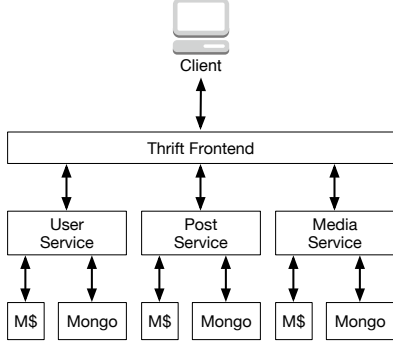 Client
Thrift Frontend
User
Service
Post
Service
Media
Service
M$
Mongo
M$
Mongo
M$
Mongo